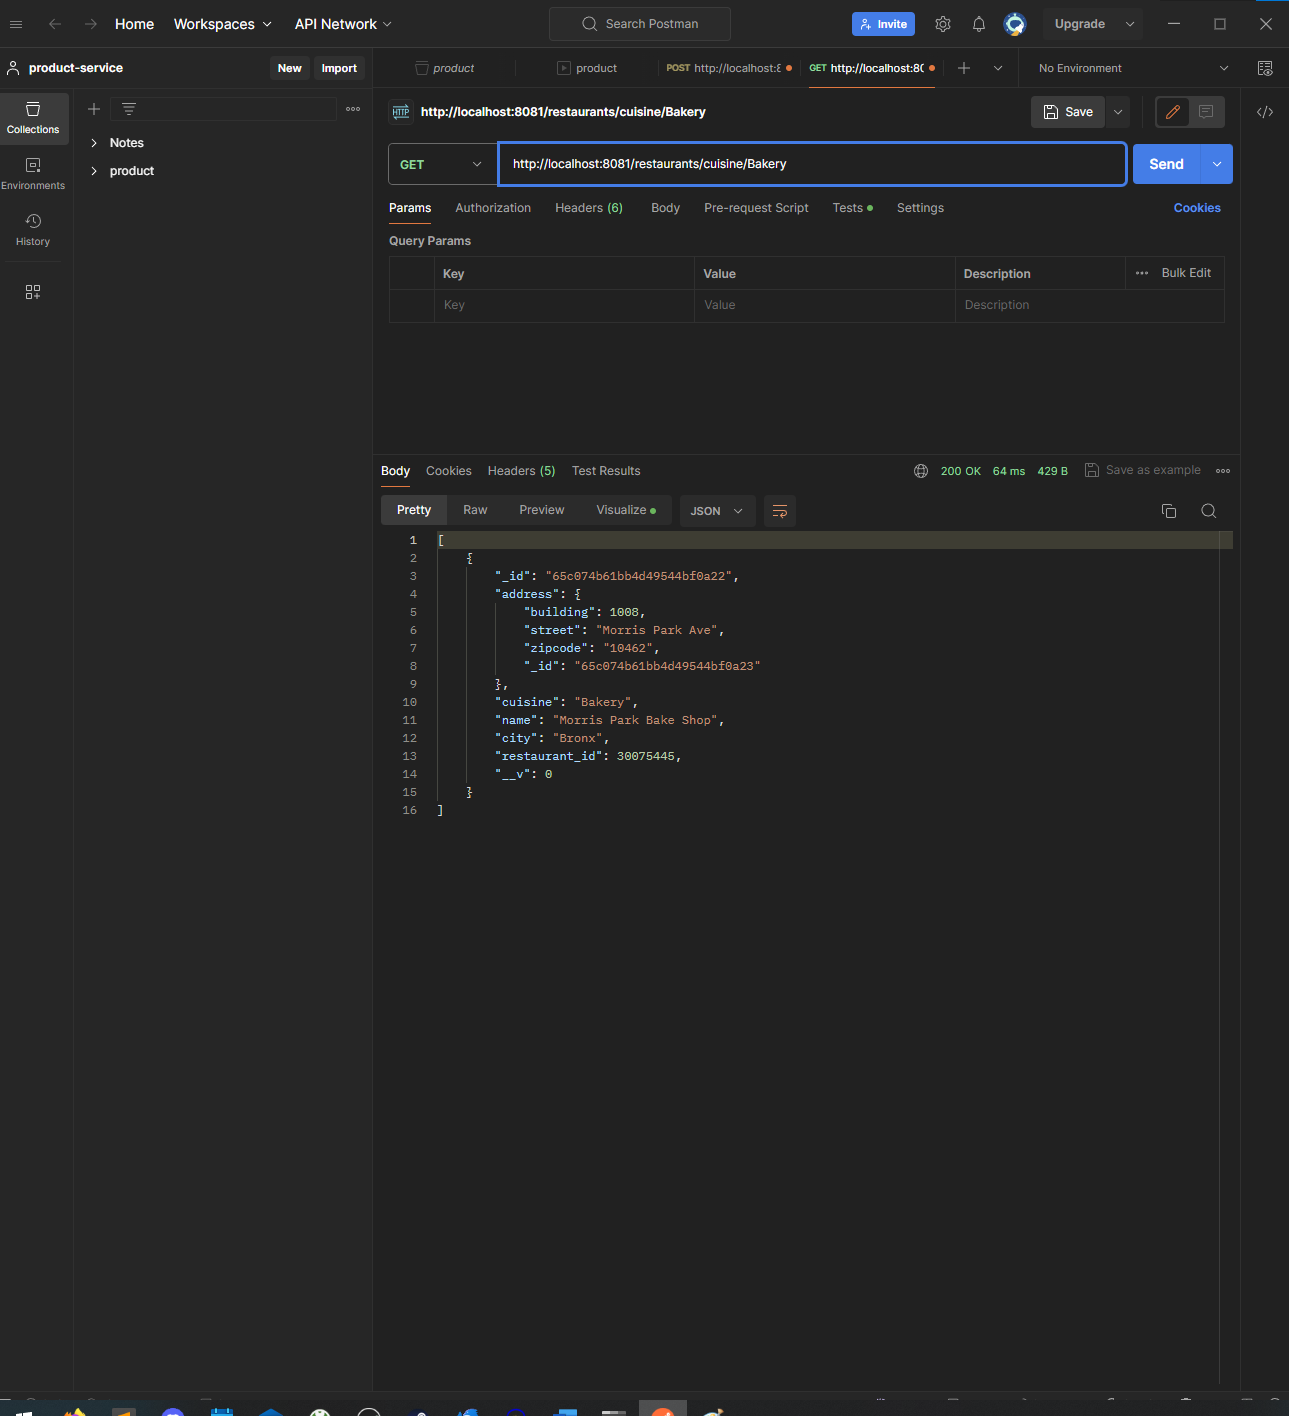 Home Workspaces API Network Search Postman Invite Upgrade
product-service New Import product product POST http://localhost:8 GET http://localhost:80 No Environment
Collections
Environments
History
Notes
product
HTTP http://localhost:8081/restaurants/cuisine/Bakery Save
GET http://localhost:8081/restaurants/cuisine/Bakery Send
Params Authorization Headers (6) Body Pre-request Script Tests Settings Cookies
Query Params
Key Value Description Bulk Edit
Key Value Description
Body Cookies Headers (5) Test Results 200 OK 64 ms 429 B Save as example
Pretty Raw Preview Visualize JSON
1 [
2 {
3 "_id": "65c074b61bb4d49544bf0a22",
4 "address": {
5 "building": 1008,
6 "street": "Morris Park Ave",
7 "zipcode": "10462",
8 "_id": "65c074b61bb4d49544bf0a23"
9 },
10 "cuisine": "Bakery",
11 "name": "Morris Park Bake Shop",
12 "city": "Bronx",
13 "restaurant_id": 30075445,
14 "__v": 0
15 }
16 ]